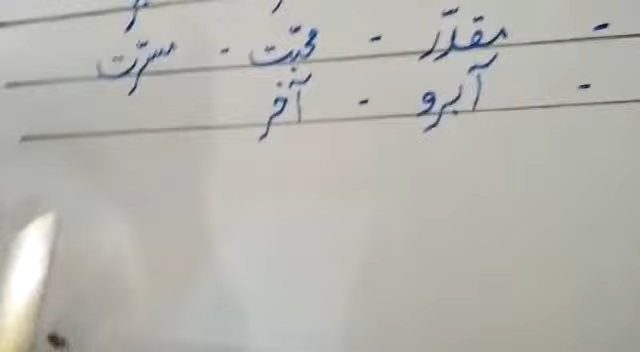 - مقدّر - محبّت - مسرّت
- آبرو - آخر